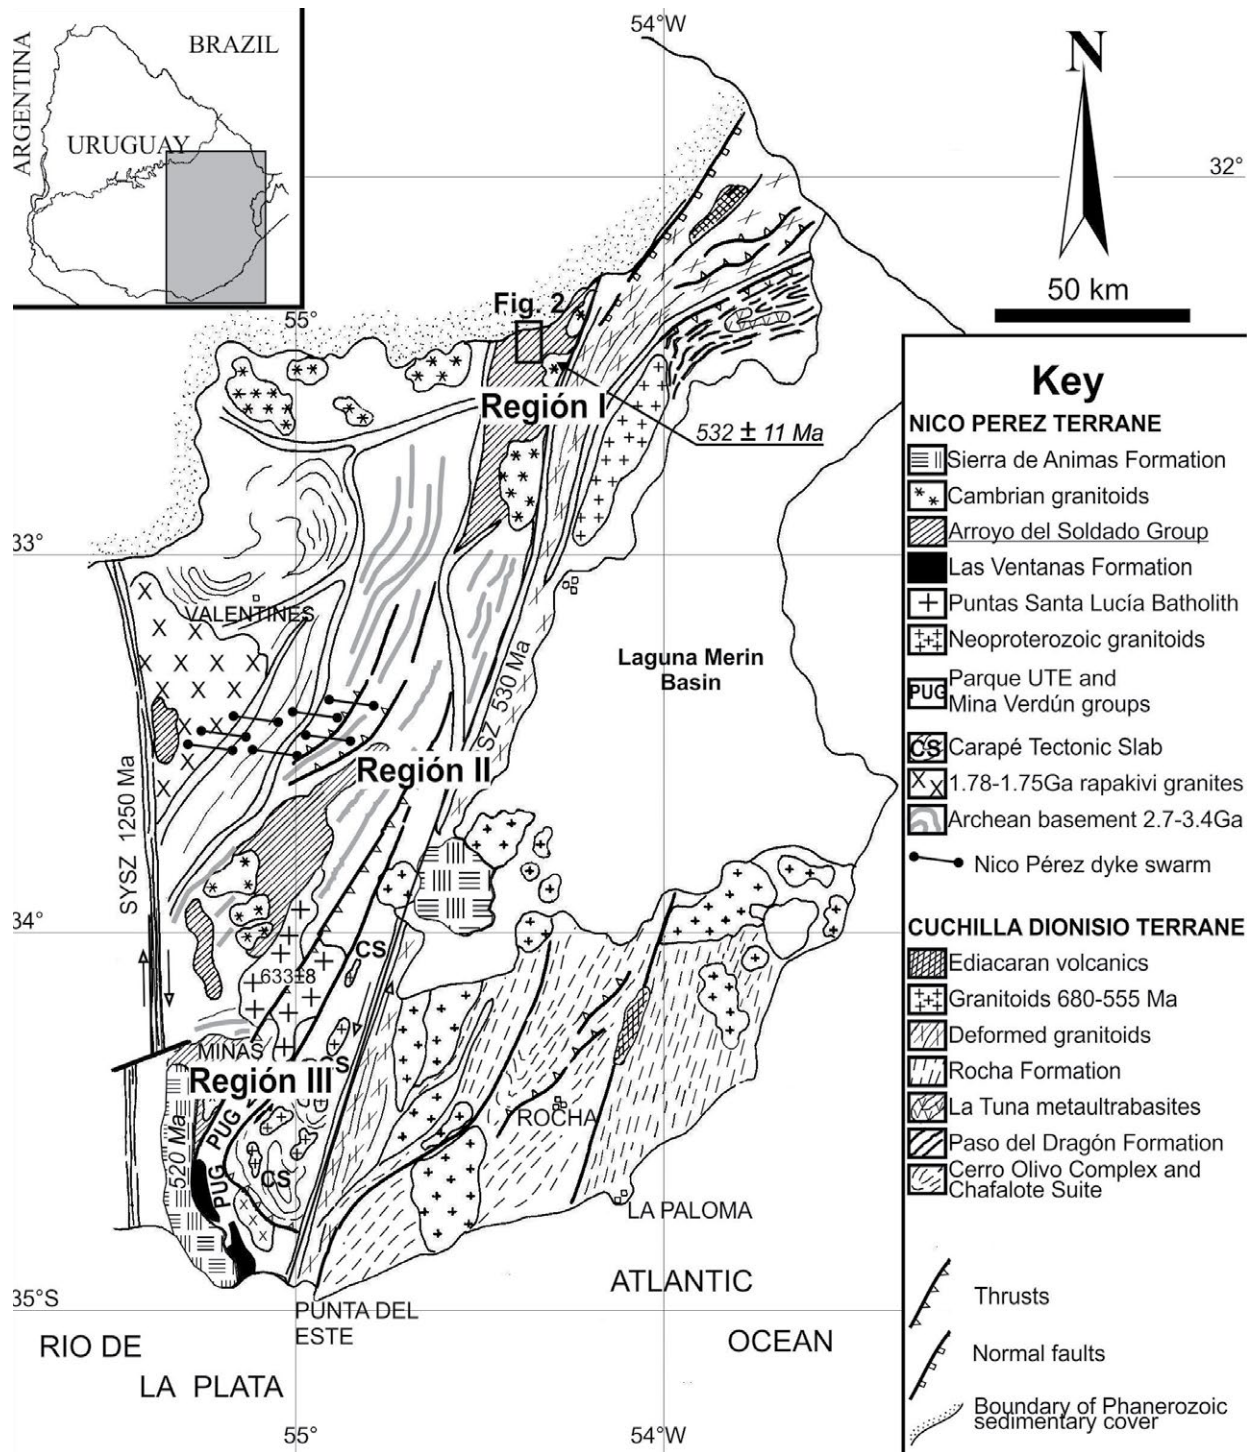 ARGENTINA
BRAZIL
URUGUAY
54°W
N
32°
50 km
55°
Fig. 2
Región I
532 ± 11 Ma
33°
VALENTINES
Laguna Merin
Basin
SZ 530 Ma
Región II
SYSZ 1250 Ma
34°
CS
633±8
MINAS
CS
Región III
520 Ma
PUG
PUG
CS
ROCHA
LA PALOMA
ATLANTIC
OCEAN
35°S
PUNTA DEL
ESTE
RIO DE
LA PLATA
55°
54°W
Key
NICO PEREZ TERRANE
Sierra de Animas Formation
Cambrian granitoids
Arroyo del Soldado Group
Las Ventanas Formation
Puntas Santa Lucía Batholith
Neoproterozoic granitoids
PUG Parque UTE and
Mina Verdún groups
CS Carapé Tectonic Slab
1.78-1.75Ga rapakivi granites
Archean basement 2.7-3.4Ga
Nico Pérez dyke swarm
CUCHILLA DIONISIO TERRANE
Ediacaran volcanics
Granitoids 680-555 Ma
Deformed granitoids
Rocha Formation
La Tuna metaultrabasites
Paso del Dragón Formation
Cerro Olivo Complex and
Chafalote Suite
Thrusts
Normal faults
Boundary of Phanerozoic
sedimentary cover